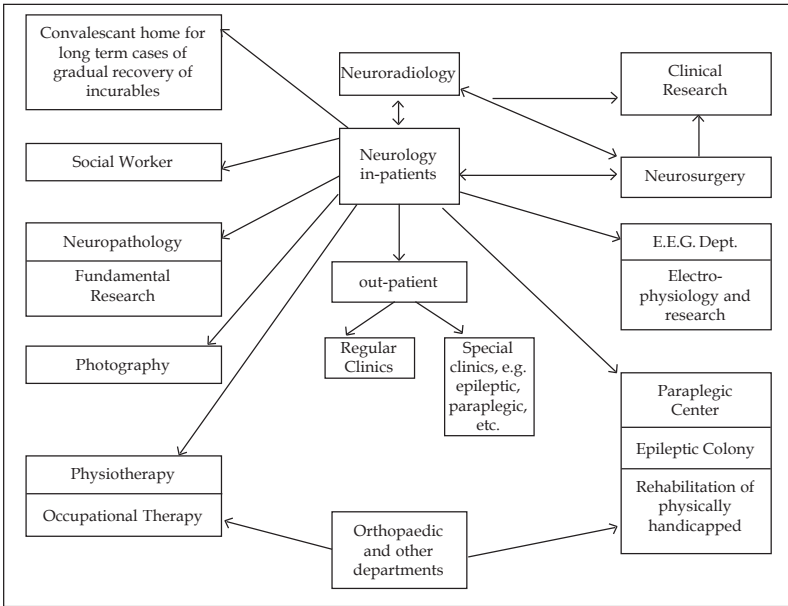 Convalescant home for
long term cases of
gradual recovery of
incurables
Neuroradiology
Clinical
Research
Social Worker
Neurology
in-patients
Neurosurgery
Neuropathology
Fundamental
Research
E.E.G. Dept.
Electro-
physiology and
research
out-patient
Photography
Regular
Clinics
Special
clinics, e.g.
epileptic,
paraplegic,
etc.
Paraplegic
Center
Epileptic Colony
Rehabilitation of
physically
handicapped
Physiotherapy
Occupational Therapy
Orthopaedic
and other
departments